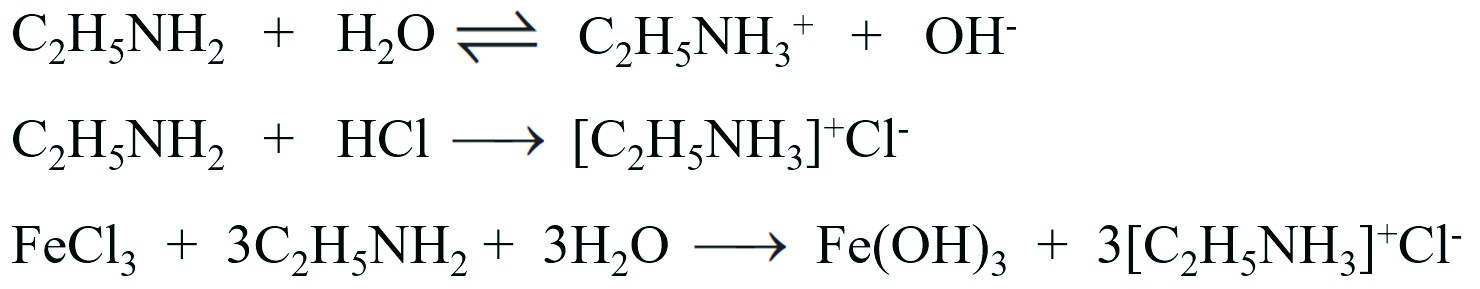 C₂H₅NH₂ + H₂O ⇌ C₂H₅NH₃⁺ + OH⁻
C₂H₅NH₂ + HCl ⟶ [C₂H₅NH₃]⁺Cl⁻
FeCl₃ + 3C₂H₅NH₂ + 3H₂O ⟶ Fe(OH)₃ + 3[C₂H₅NH₃]⁺Cl⁻